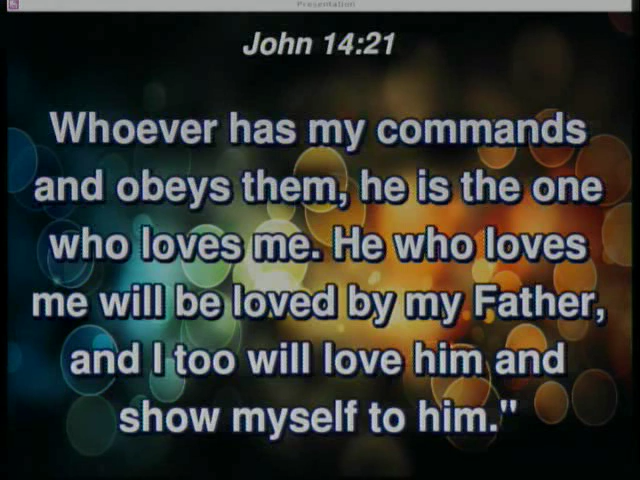 Presentation
John 14:21
Whoever has my commands
and obeys them, he is the one
who loves me. He who loves
me will be loved by my Father,
and I too will love him and
show myself to him."